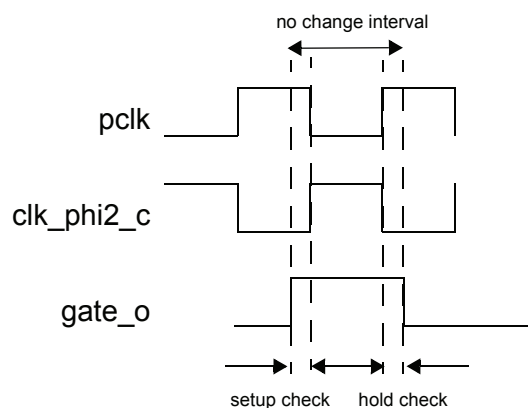 no change interval
pclk
clk_phi2_c
gate_o
setup check hold check